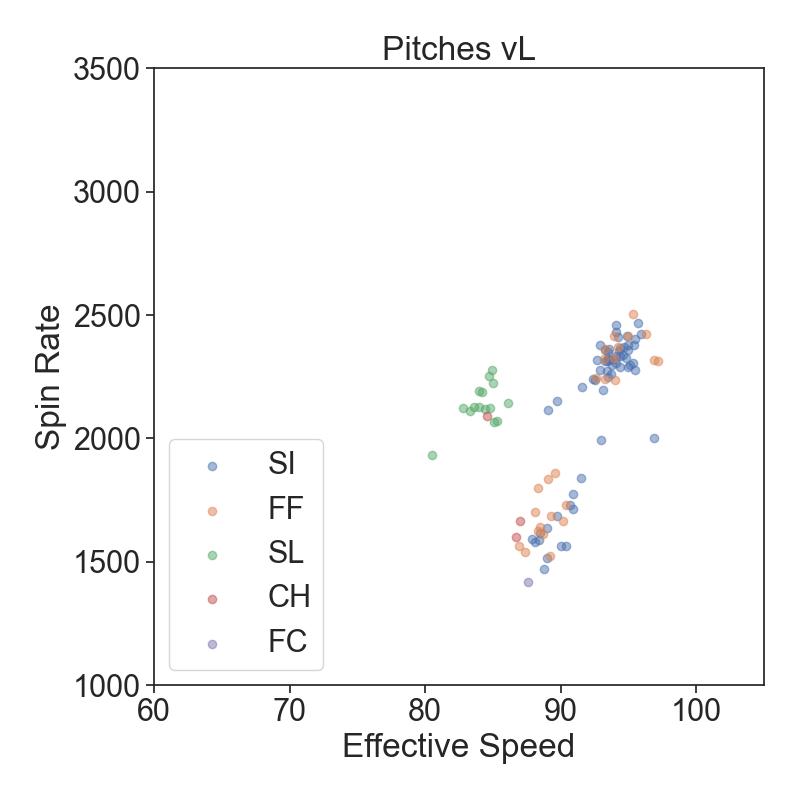 Pitches vL
3500
3000
2500
2000
1500
1000
Spin Rate
SI
FF
SL
CH
FC
60 70 80 90 100
Effective Speed